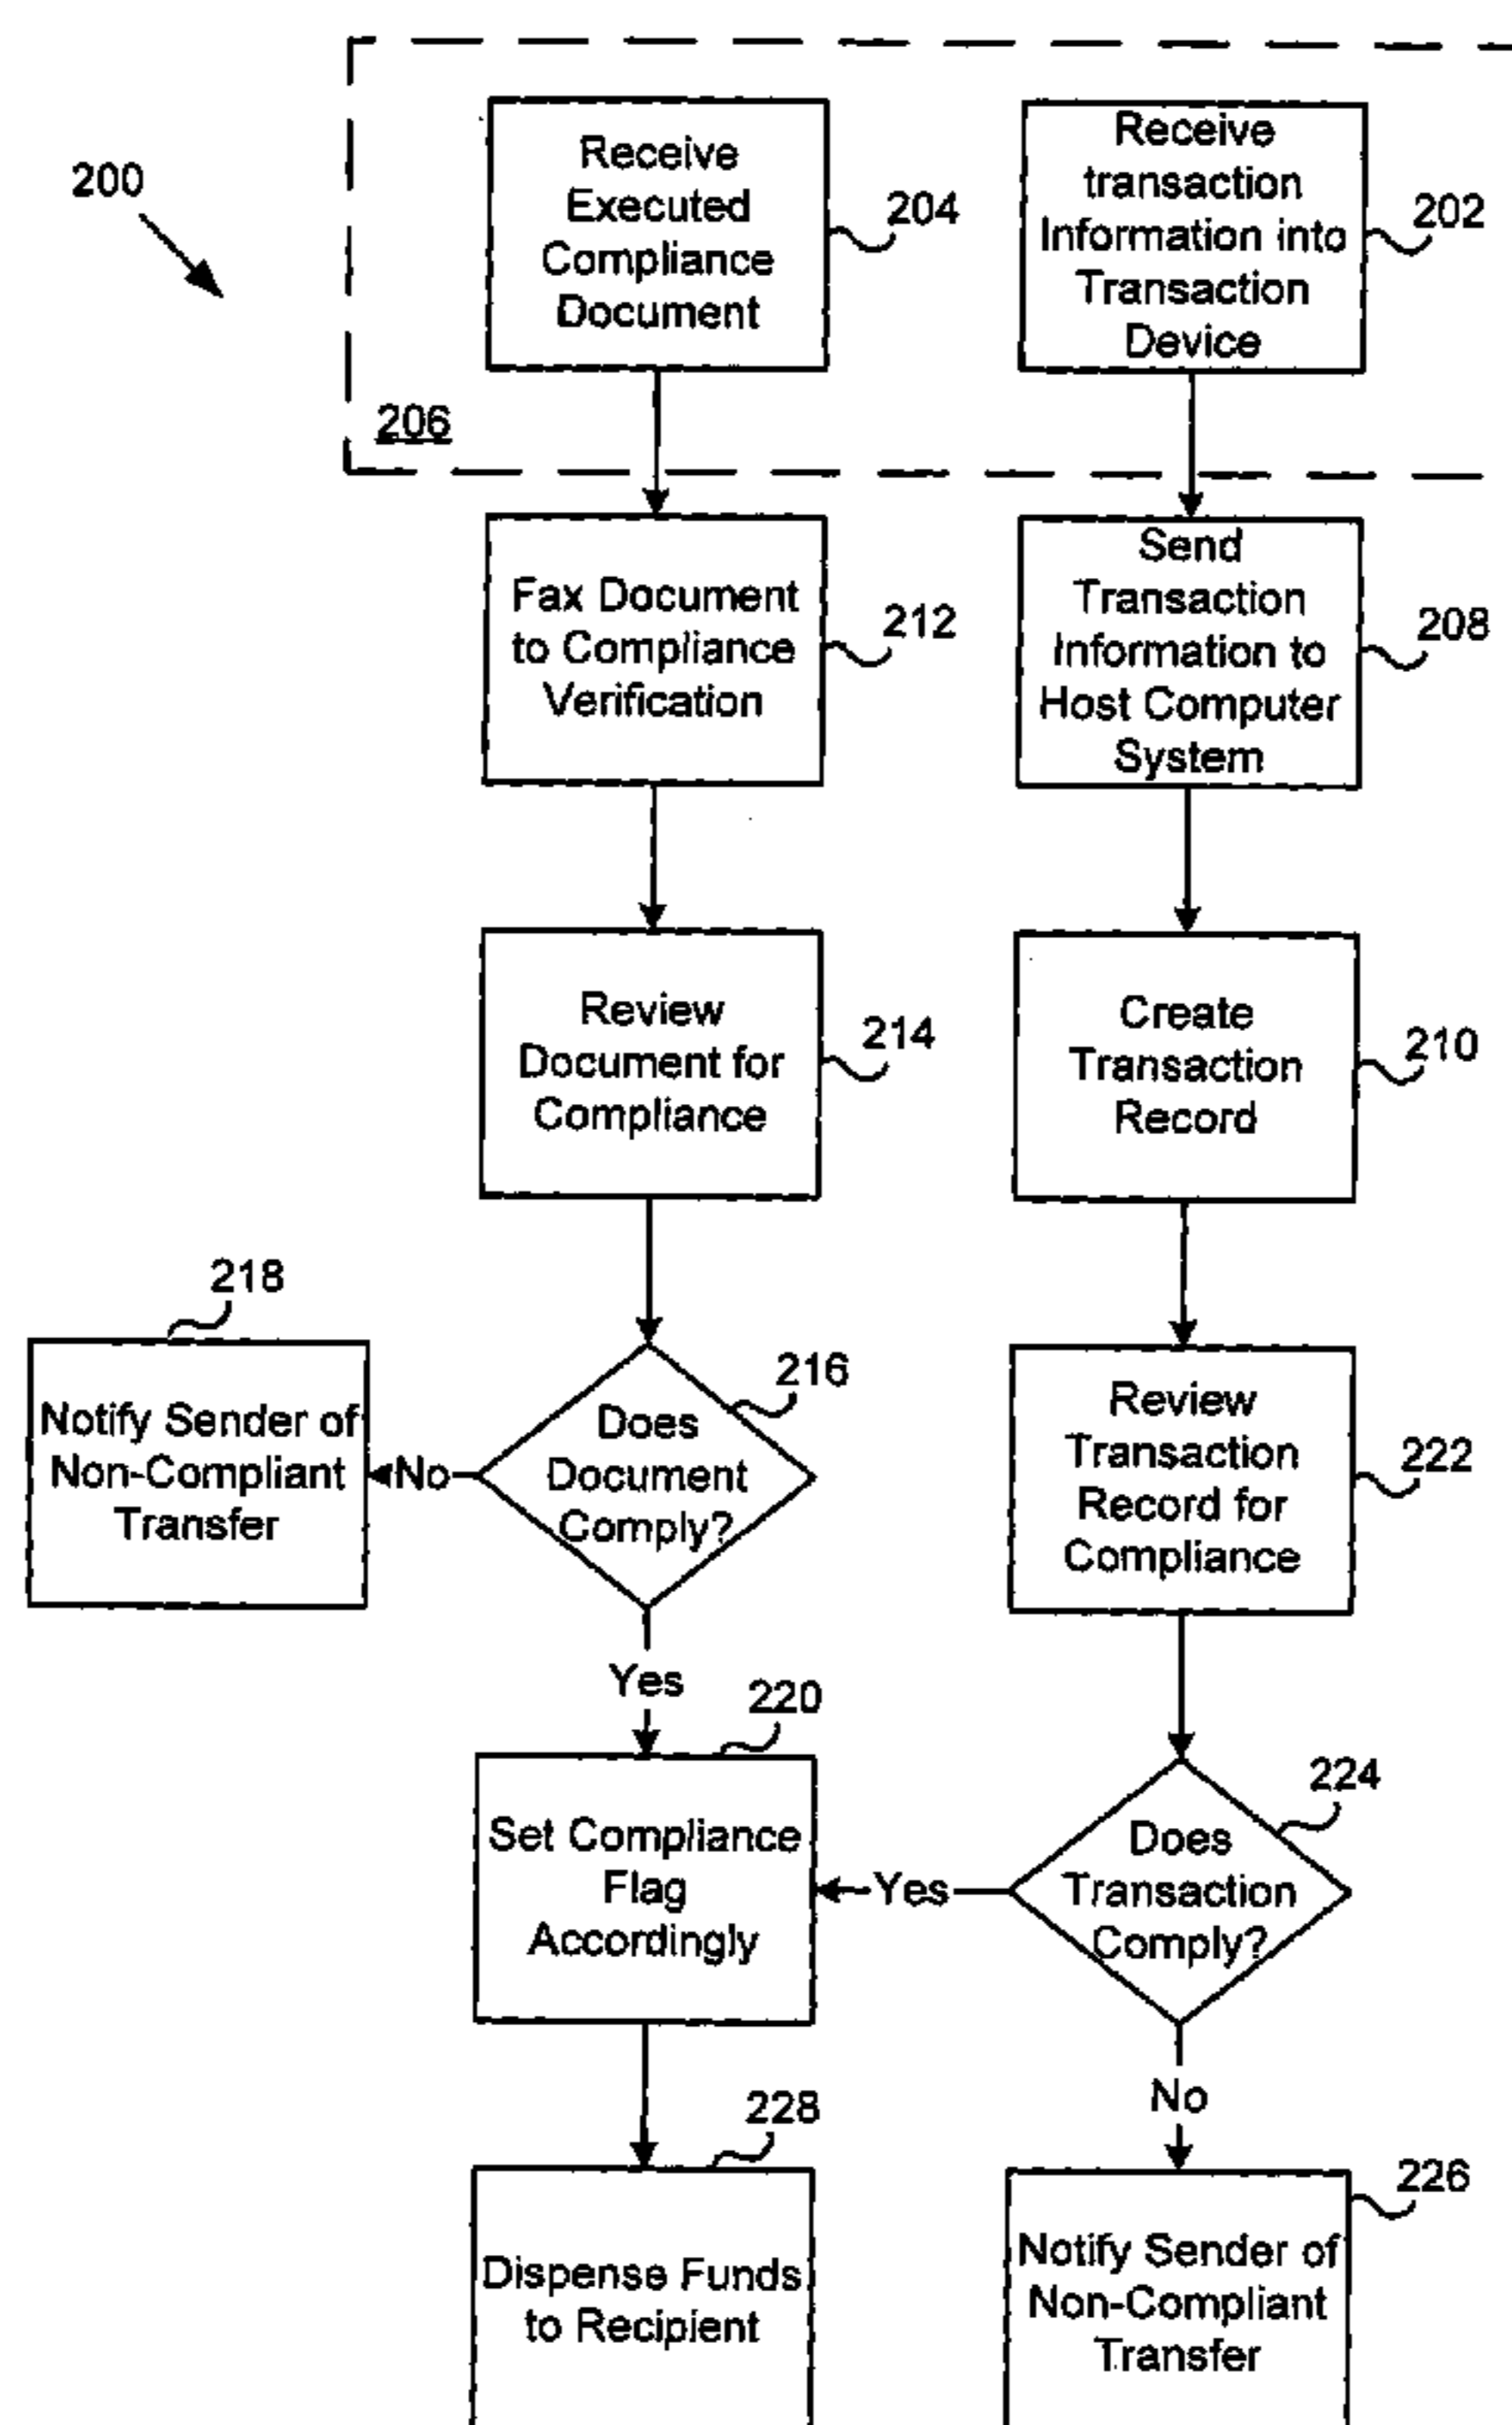 200
Receive
Executed
Compliance
Document
204
Receive
transaction
Information into
Transaction
Device
202
206
Fax Document
to Compliance
Verification
212
Send
Transaction
Information to
Host Computer
System
208
Review
Document for
Compliance
214
Create
Transaction
Record
210
218
Notify Sender of
Non-Compliant
Transfer
No
216
Does
Document
Comply?
Review
Transaction
Record for
Compliance
222
Yes
220
Set Compliance
Flag
Accordingly
Yes
224
Does
Transaction
Comply?
No
228
Dispense Funds
to Recipient
226
Notify Sender of
Non-Compliant
Transfer